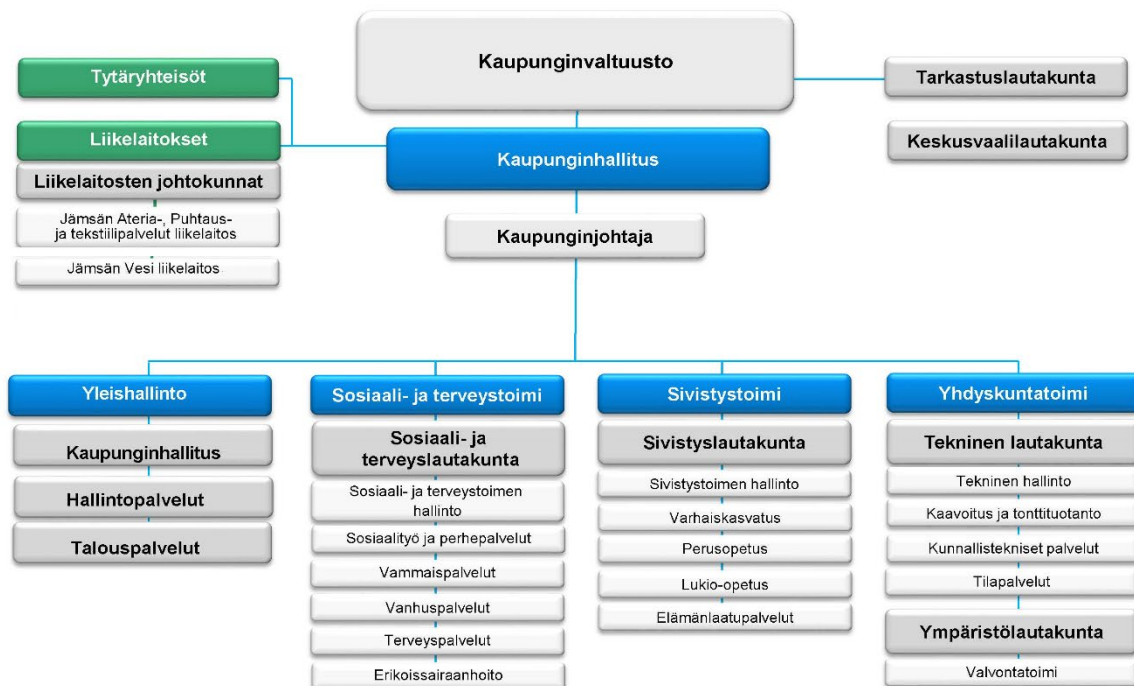 Kaupunginvaltuusto
Tytäryhteisöt
Tarkastuslautakunta
Liikelaitokset
Keskusvaalilautakunta
Kaupunginhallitus
Liikelaitosten johtokunnat
Jämsän Ateria-, Puhtaus-
ja tekstiilipalvelut liikelaitos
Kaupunginjohtaja
Jämsän Vesi liikelaitos
Yleishallinto
Kaupunginhallitus
Hallintopalvelut
Talouspalvelut
Sosiaali- ja terveystoimi
Sosiaali- ja
terveyslautakunta
Sosiaali- ja terveystoimen
hallinto
Sosiaalityö ja perhepalvelut
Vammaispalvelut
Vanhuspalvelut
Terveyspalvelut
Erikoissairaanhoito
Sivistystoimi
Sivistyslautakunta
Sivistystoimen hallinto
Varhaiskasvatus
Perusopetus
Lukio-opetus
Elämänlaatupalvelut
Yhdyskuntatoimi
Tekninen lautakunta
Tekninen hallinto
Kaavoitus ja tonttituotanto
Kunnallistekniset palvelut
Tilapalvelut
Ympäristölautakunta
Valvontatoimi